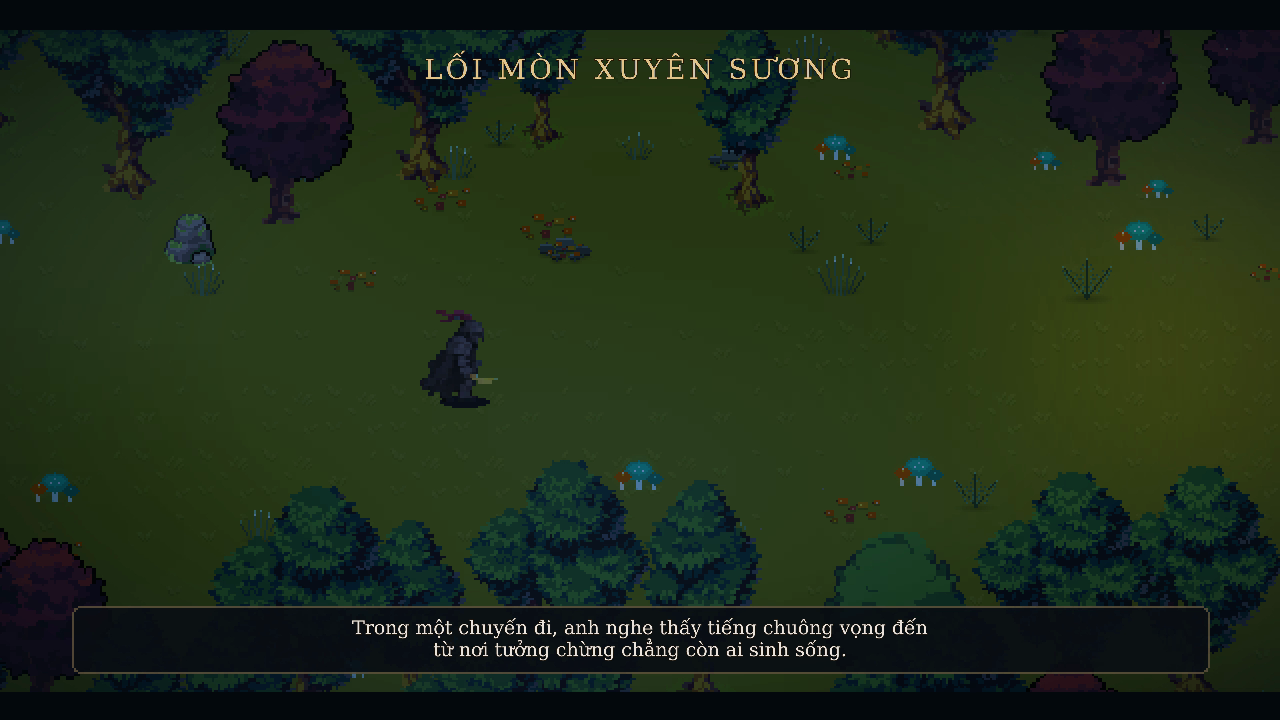 LỐI MÒN XUYÊN SƯƠNG
Trong một chuyến đi, anh nghe thấy tiếng chuông vọng đến
từ nơi tưởng chừng chẳng còn ai sinh sống.